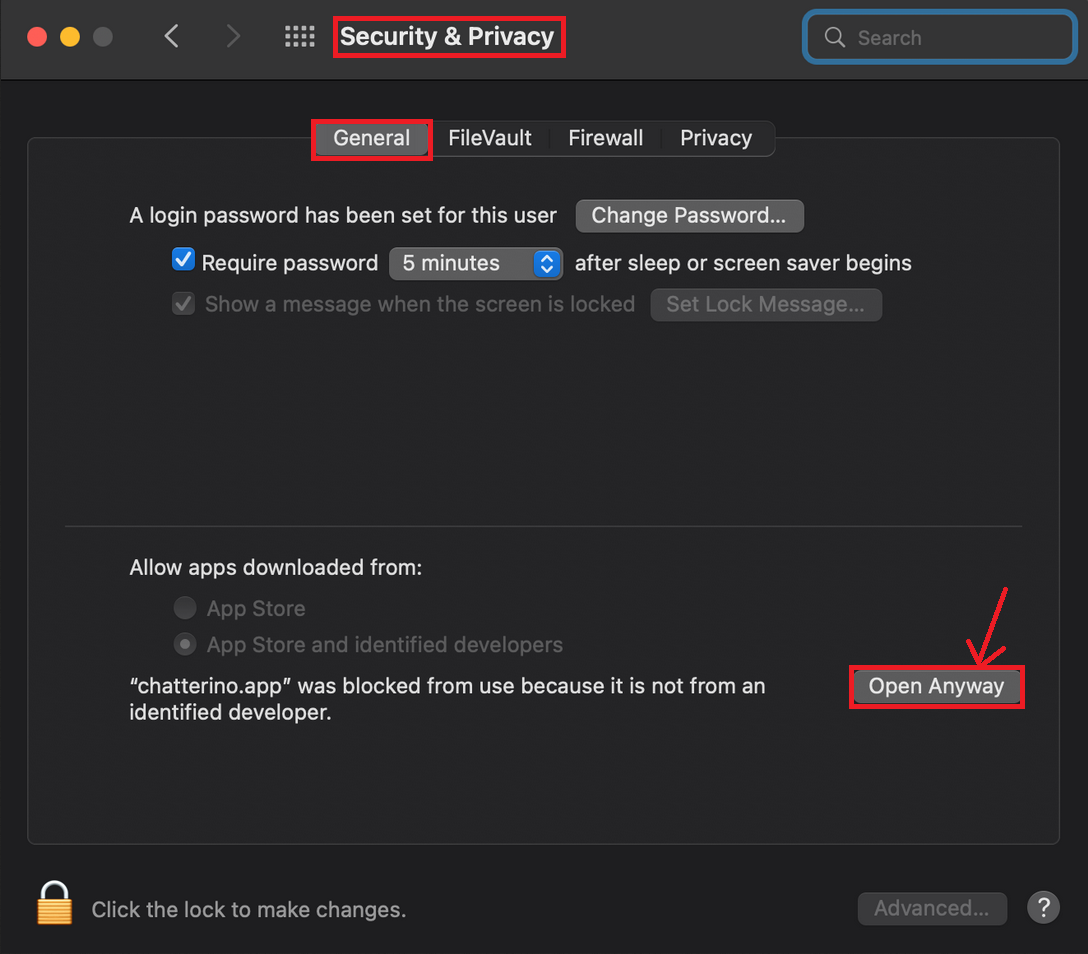 Security & Privacy
Search
General FileVault Firewall Privacy
A login password has been set for this user Change Password...
Require password 5 minutes after sleep or screen saver begins
Show a message when the screen is locked Set Lock Message...
Allow apps downloaded from:
App Store
App Store and identified developers
“chatterino.app” was blocked from use because it is not from an Open Anyway
identified developer.
Click the lock to make changes. Advanced... ?